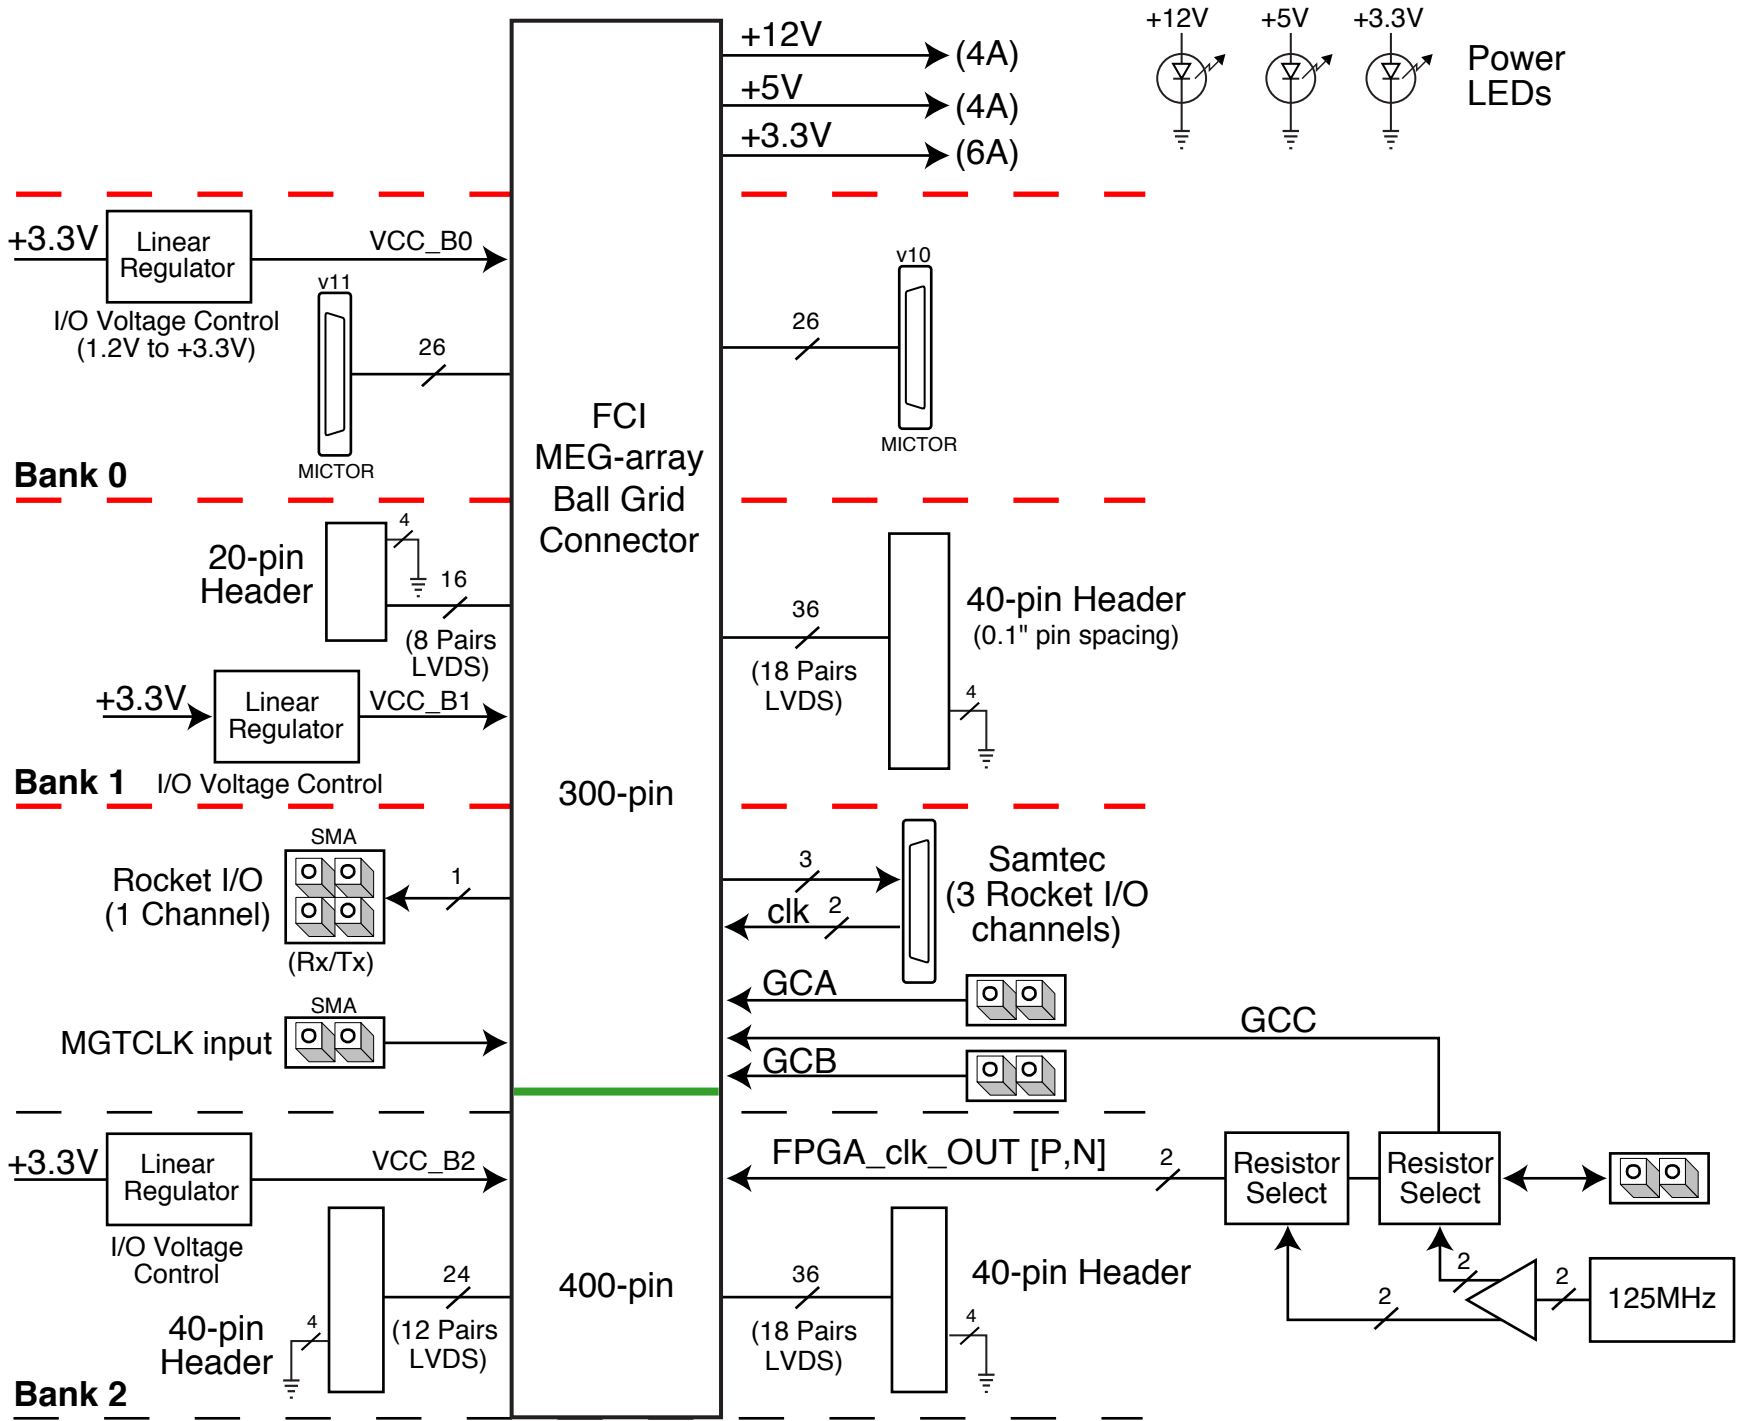 +12V
(4A)
+5V
(4A)
+3.3V
(6A)
+12V
+5V
+3.3V
Power
LEDs
+3.3V
Linear
Regulator
VCC_B0
I/O Voltage Control
(1.2V to +3.3V)
v11
26
MICTOR
Bank 0
v10
26
MICTOR
FCI
MEG-array
Ball Grid
Connector
300-pin
400-pin
20-pin
Header
4
16
(8 Pairs
LVDS)
+3.3V
Linear
Regulator
VCC_B1
Bank 1
I/O Voltage Control
36
(18 Pairs
LVDS)
40-pin Header
(0.1" pin spacing)
4
SMA
Rocket I/O
(1 Channel)
1
(Rx/Tx)
SMA
MGTCLK input
3
clk
2
Samtec
(3 Rocket I/O
channels)
GCA
GCC
GCB
+3.3V
Linear
Regulator
VCC_B2
I/O Voltage
Control
24
(12 Pairs
LVDS)
4
40-pin
Header
Bank 2
FPGA_clk_OUT [P,N]
2
Resistor
Select
Resistor
Select
36
(18 Pairs
LVDS)
40-pin Header
4
2
2
2
125MHz